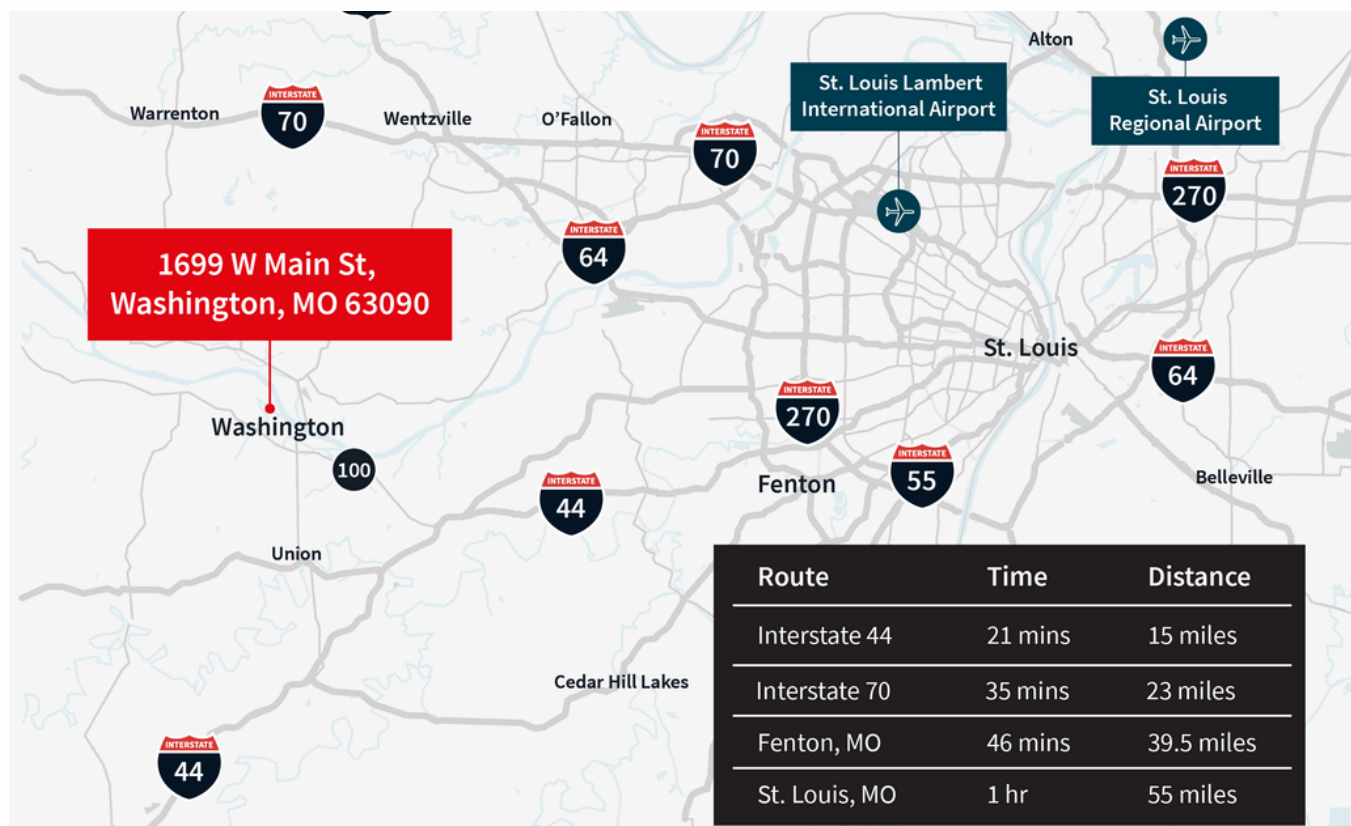 Alton
St. Louis Lambert
International Airport
St. Louis
Regional Airport
Warrenton
INTERSTATE
70
Wentzville
O'Fallon
INTERSTATE
70
INTERSTATE
270
INTERSTATE
64
1699 W Main St,
Washington, MO 63090
St. Louis
INTERSTATE
64
INTERSTATE
270
Washington
100
INTERSTATE
44
Fenton
INTERSTATE
55
Belleville
Union
Cedar Hill Lakes
INTERSTATE
44
Route Time Distance
Interstate 44 21 mins 15 miles
Interstate 70 35 mins 23 miles
Fenton, MO 46 mins 39.5 miles
St. Louis, MO 1 hr 55 miles